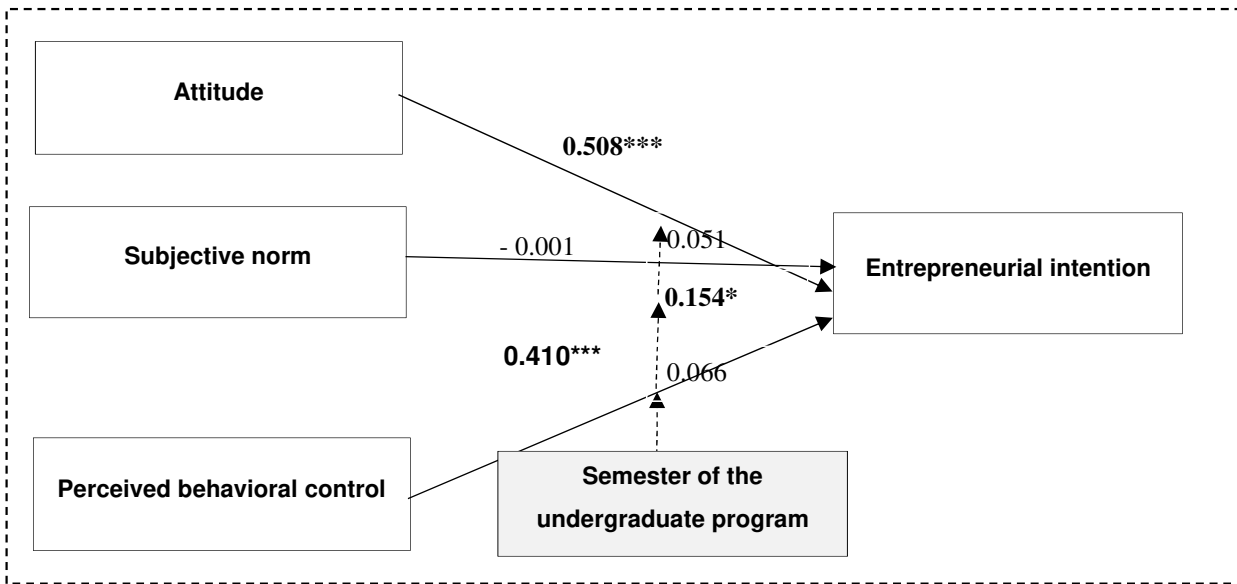 Attitude
0.508***
Subjective norm
- 0.001
0.051
Entrepreneurial intention
0.154*
0.410***
0.066
Perceived behavioral control
Semester of the
undergraduate program